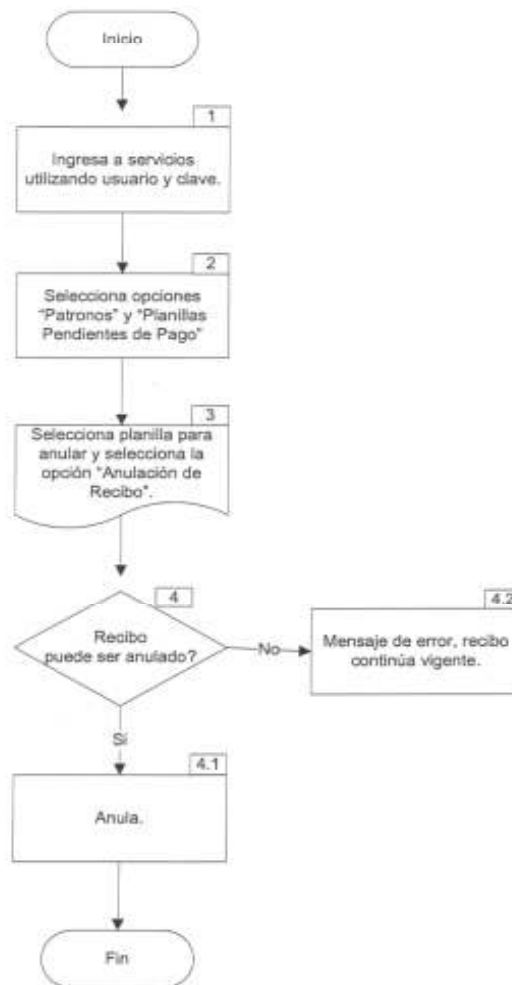 Inicio
1
Ingresa a servicios
utilizando usuario y clave.
2
Selecciona opciones
"Patronos" y "Planillas
Pendientes de Pago"
3
Selecciona planilla para
anular y selecciona la
opción "Anulación de
Recibo".
4
Recibo
puede ser anulado?
No
4.2
Mensaje de error, recibo
continúa vigente.
Sí
4.1
Anula.
Fin